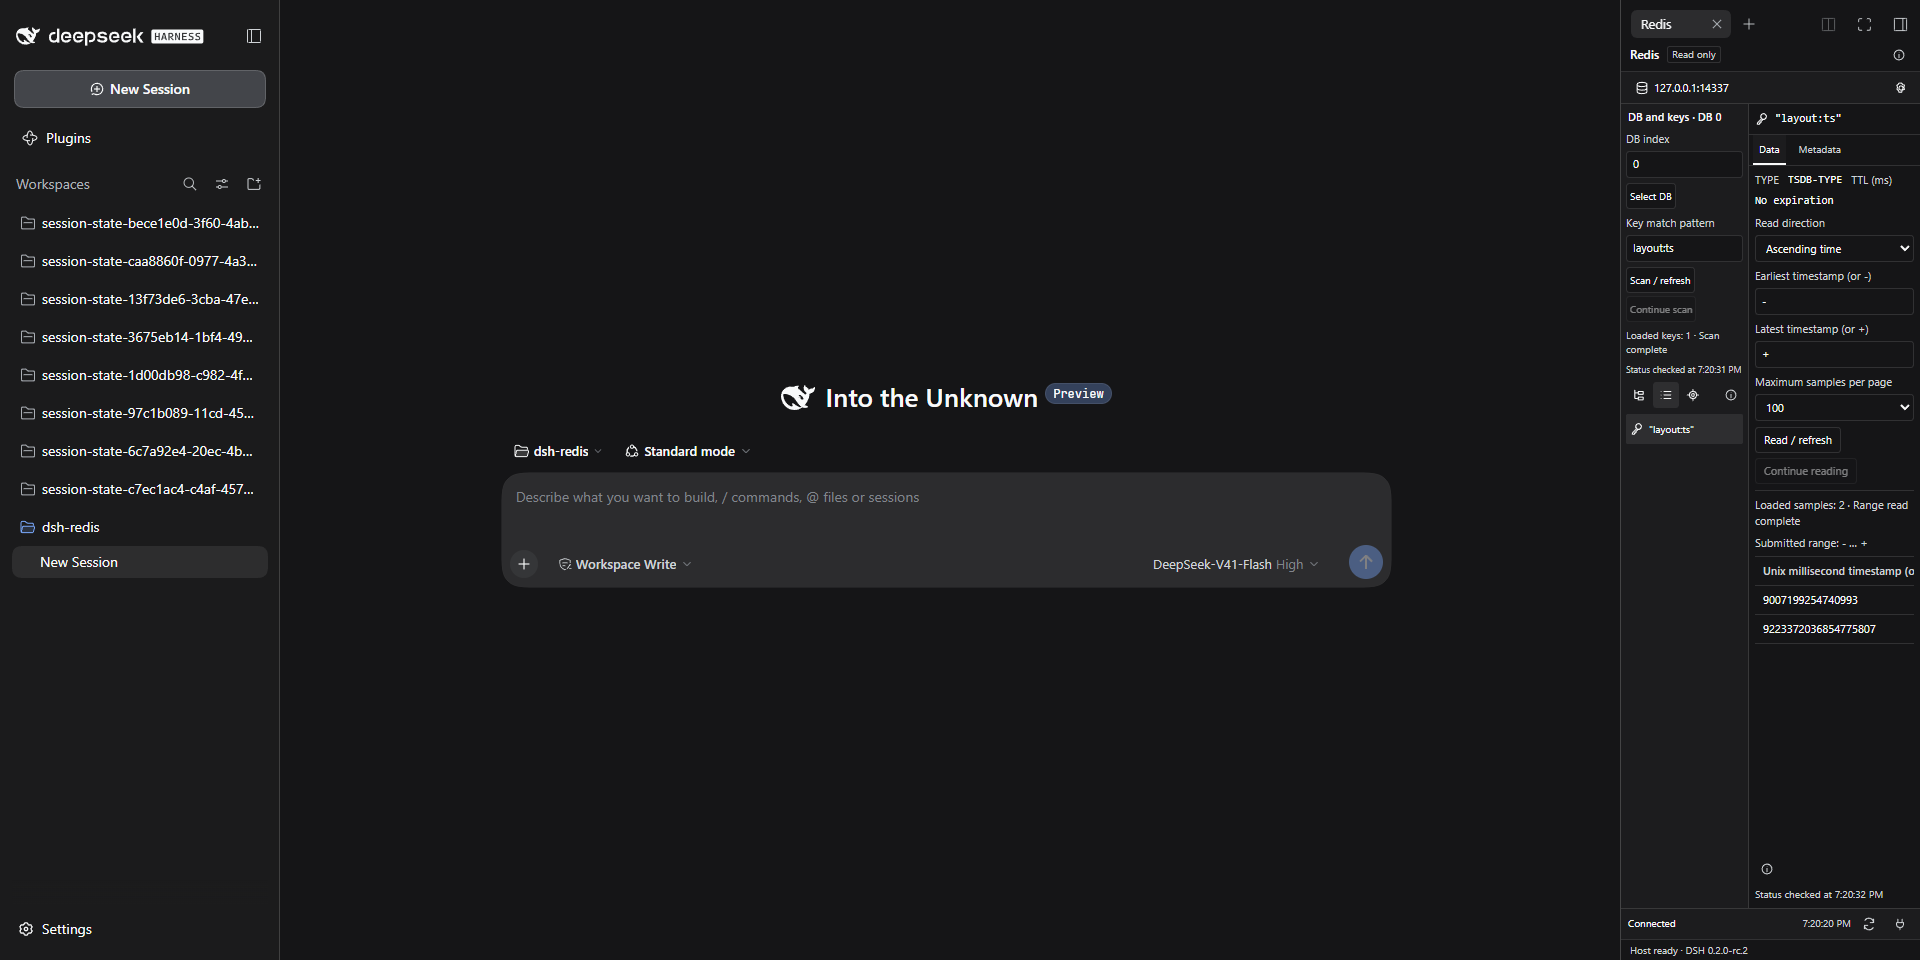 deepseek HARNESS
New Session
Plugins
Workspaces
session-state-bece1e0d-3f60-4ab...
session-state-caa8860f-0977-4a3...
session-state-13f73de6-3cba-47e...
session-state-3675eb14-1bf4-49...
session-state-1d00db98-c982-4f...
session-state-97c1b089-11cd-45...
session-state-6c7a92e4-20ec-4b...
session-state-c7ec1ac4-c4af-457...
dsh-redis
New Session
Settings
Into the Unknown Preview
dsh-redis Standard mode
Describe what you want to build, / commands, @ files or sessions
Workspace Write DeepSeek-V41-Flash High
Redis
Redis Read only
127.0.0.1:14337
DB and keys · DB 0
DB index
0
Select DB
Key match pattern
layout:ts
Scan / refresh
Continue scan
Loaded keys: 1 · Scan
complete
Status checked at 7:20:31 PM
"layout:ts"
"layout:ts"
Data Metadata
TYPE TSDB-TYPE TTL (ms)
No expiration
Read direction
Ascending time
Earliest timestamp (or -)
-
Latest timestamp (or +)
+
Maximum samples per page
100
Read / refresh
Continue reading
Loaded samples: 2 · Range read
complete
Submitted range: - ... +
Unix millisecond timestamp (o
9007199254740993
9223372036854775807
Status checked at 7:20:32 PM
Connected 7:20:20 PM
Host ready · DSH 0.2.0-rc.2